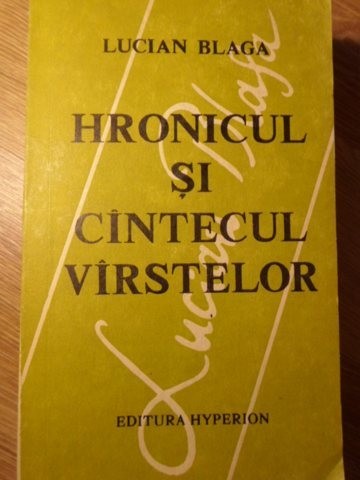 LUCIAN BLAGA
HRONICUL
ȘI
CÎNTECUL
VÎRSTELOR
Lucian Blaga
EDITURA HYPERION